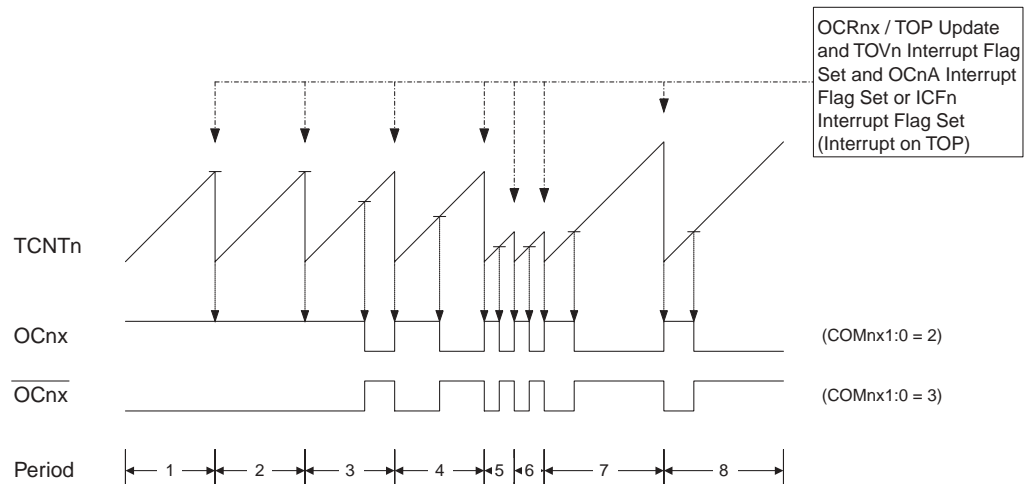 OCRnx / TOP Update
and TOVn Interrupt Flag
Set and OCnA Interrupt
Flag Set or ICFn
Interrupt Flag Set
(Interrupt on TOP)
TCNTn
OCnx
(COMnx1:0 = 2)
OCnx
(COMnx1:0 = 3)
Period
1
2
3
4
5
6
7
8